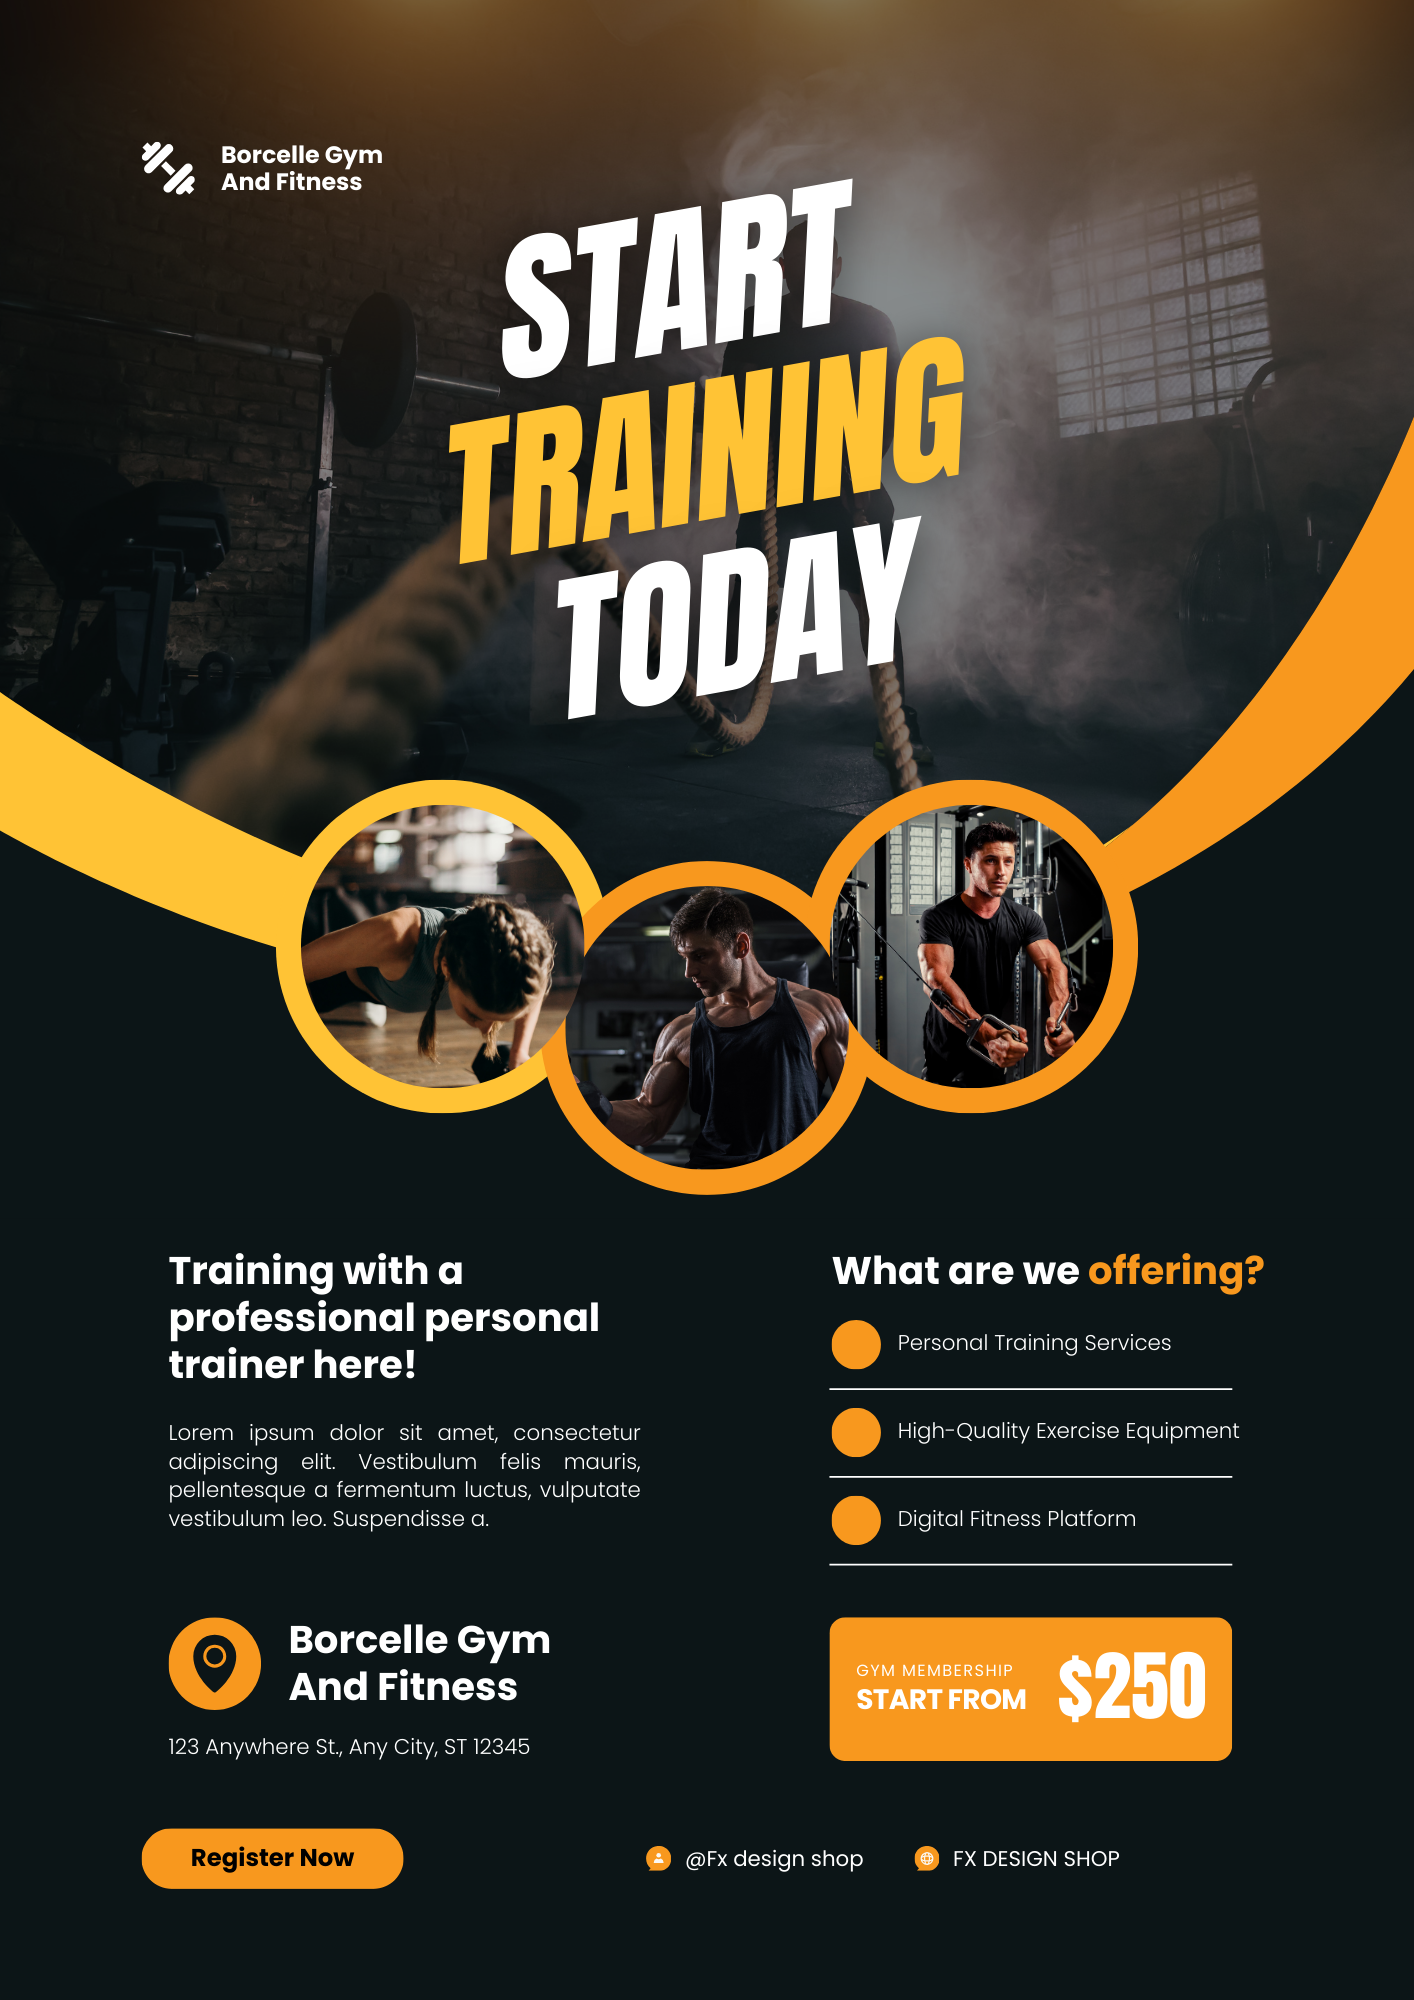 Borcelle Gym
And Fitness
START
TRAINING
TODAY
Training with a
professional personal
trainer here!
Lorem ipsum dolor sit amet, consectetur
adipiscing elit. Vestibulum felis mauris,
pellentesque a fermentum luctus, vulputate
vestibulum leo. Suspendisse a.
What are we offering?
Personal Training Services
High-Quality Exercise Equipment
Digital Fitness Platform
Borcelle Gym
And Fitness
123 Anywhere St., Any City, ST 12345
GYM MEMBERSHIP
START FROM
$250
Register Now
@Fx design shop
FX DESIGN SHOP